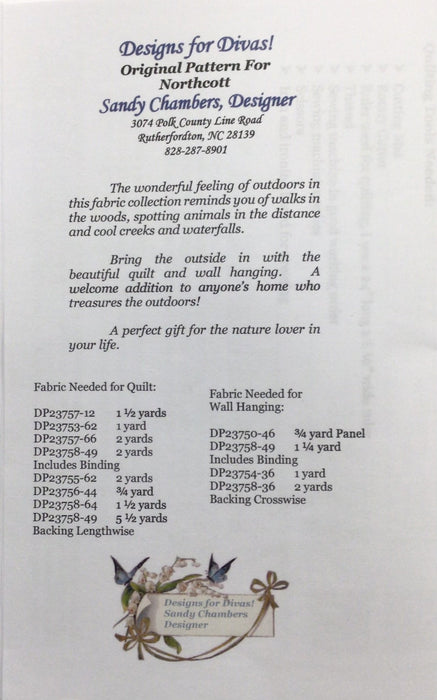 Designs for Divas!
Original Pattern For
Northcott
Sandy Chambers, Designer
3074 Polk County Line Road
Rutherfordton, NC 28139
828-287-8901
The wonderful feeling of outdoors in
this fabric collection reminds you of walks in
the woods, spotting animals in the distance
and cool creeks and waterfalls.
Bring the outside in with the
beautiful quilt and wall hanging. A
welcome addition to anyone's home who
treasures the outdoors!
A perfect gift for the nature lover in
your life.
Fabric Needed for Quilt:
DP23757-12 1 ½ yards
DP23753-62 1 yard
DP23757-66 2 yards
DP23758-49 2 yards
Includes Binding
DP23755-62 2 yards
DP23756-44 ¾ yard
DP23758-64 1 ½ yards
DP23758-49 5 ½ yards
Backing Lengthwise
Fabric Needed for
Wall Hanging:
DP23750-46 ¾ yard Panel
DP23758-49 1 ¼ yard
Includes Binding
DP23754-36 1 yard
DP23758-36 2 yards
Backing Crosswise
Designs for Divas!
Sandy Chambers
Designer